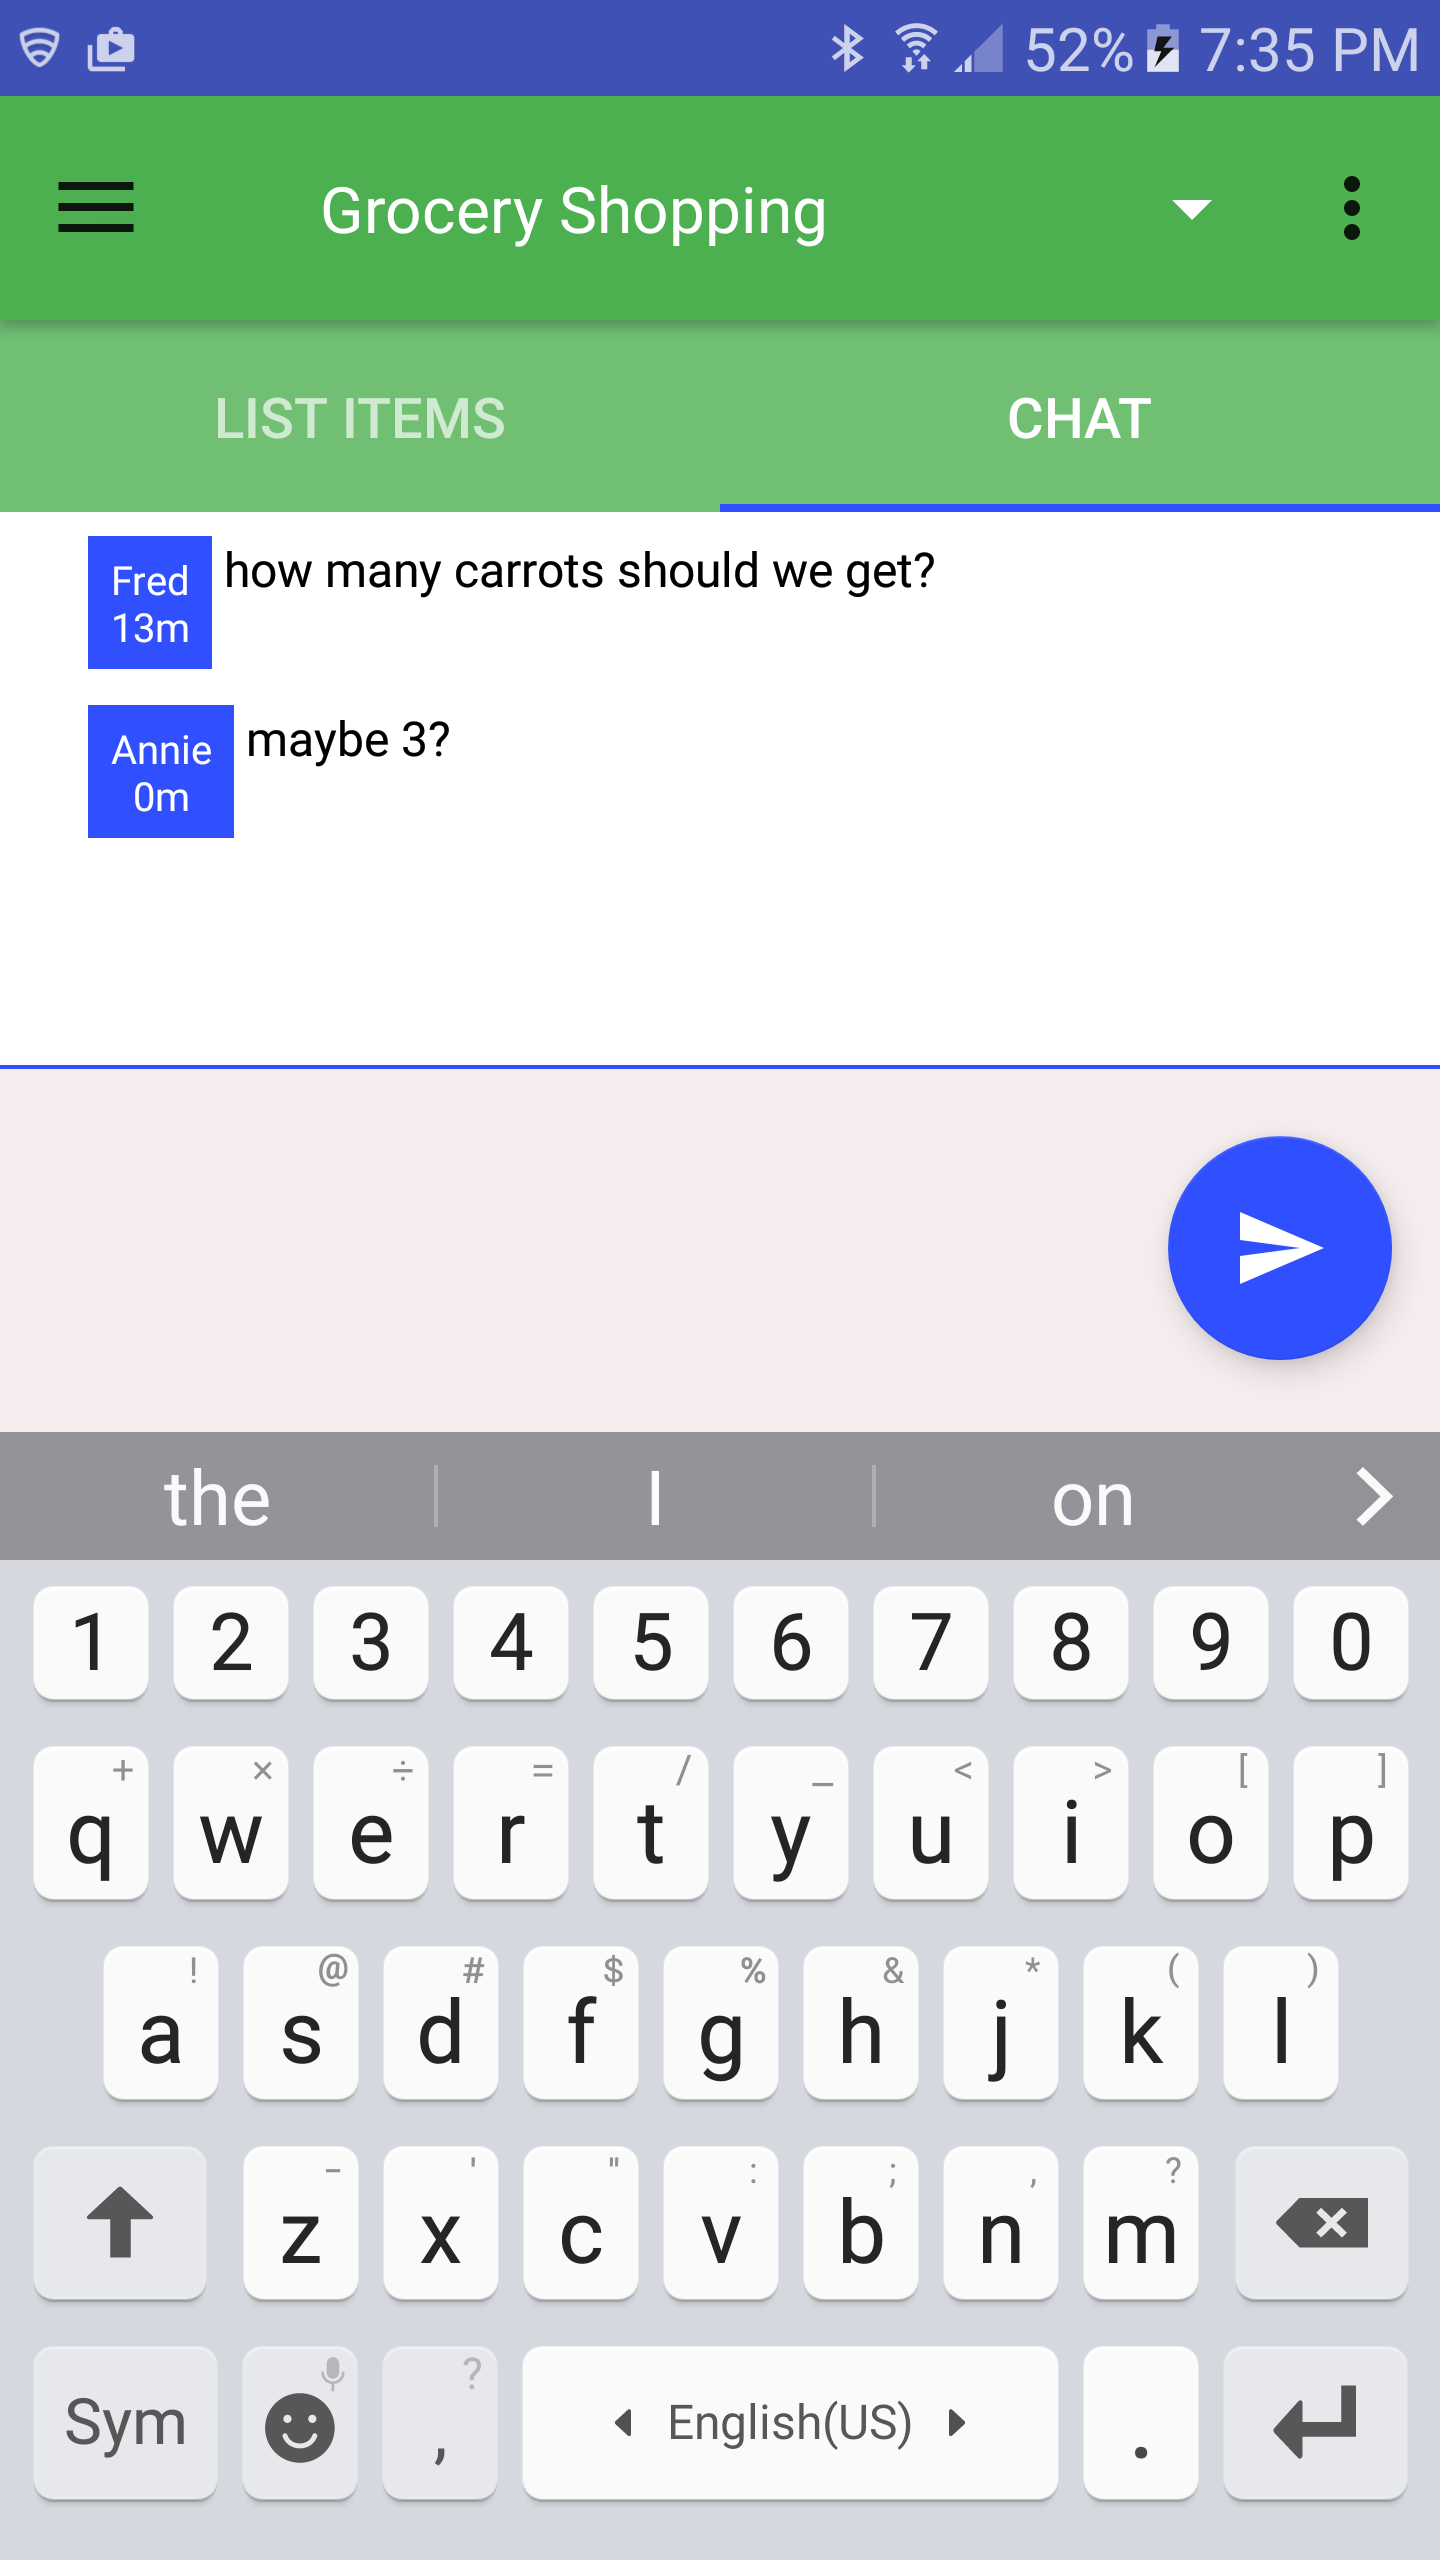 52% 7:35 PM
Grocery Shopping
LIST ITEMS CHAT
Fred how many carrots should we get?
13m
Annie maybe 3?
0m
the I on
1 2 3 4 5 6 7 8 9 0
+ × ÷ = / _ < > [ ]
q w e r t y u i o p
! @ # $ % & * ( )
a s d f g h j k l
- ' " : ; , ?
z x c v b n m
?
Sym , English(US) .